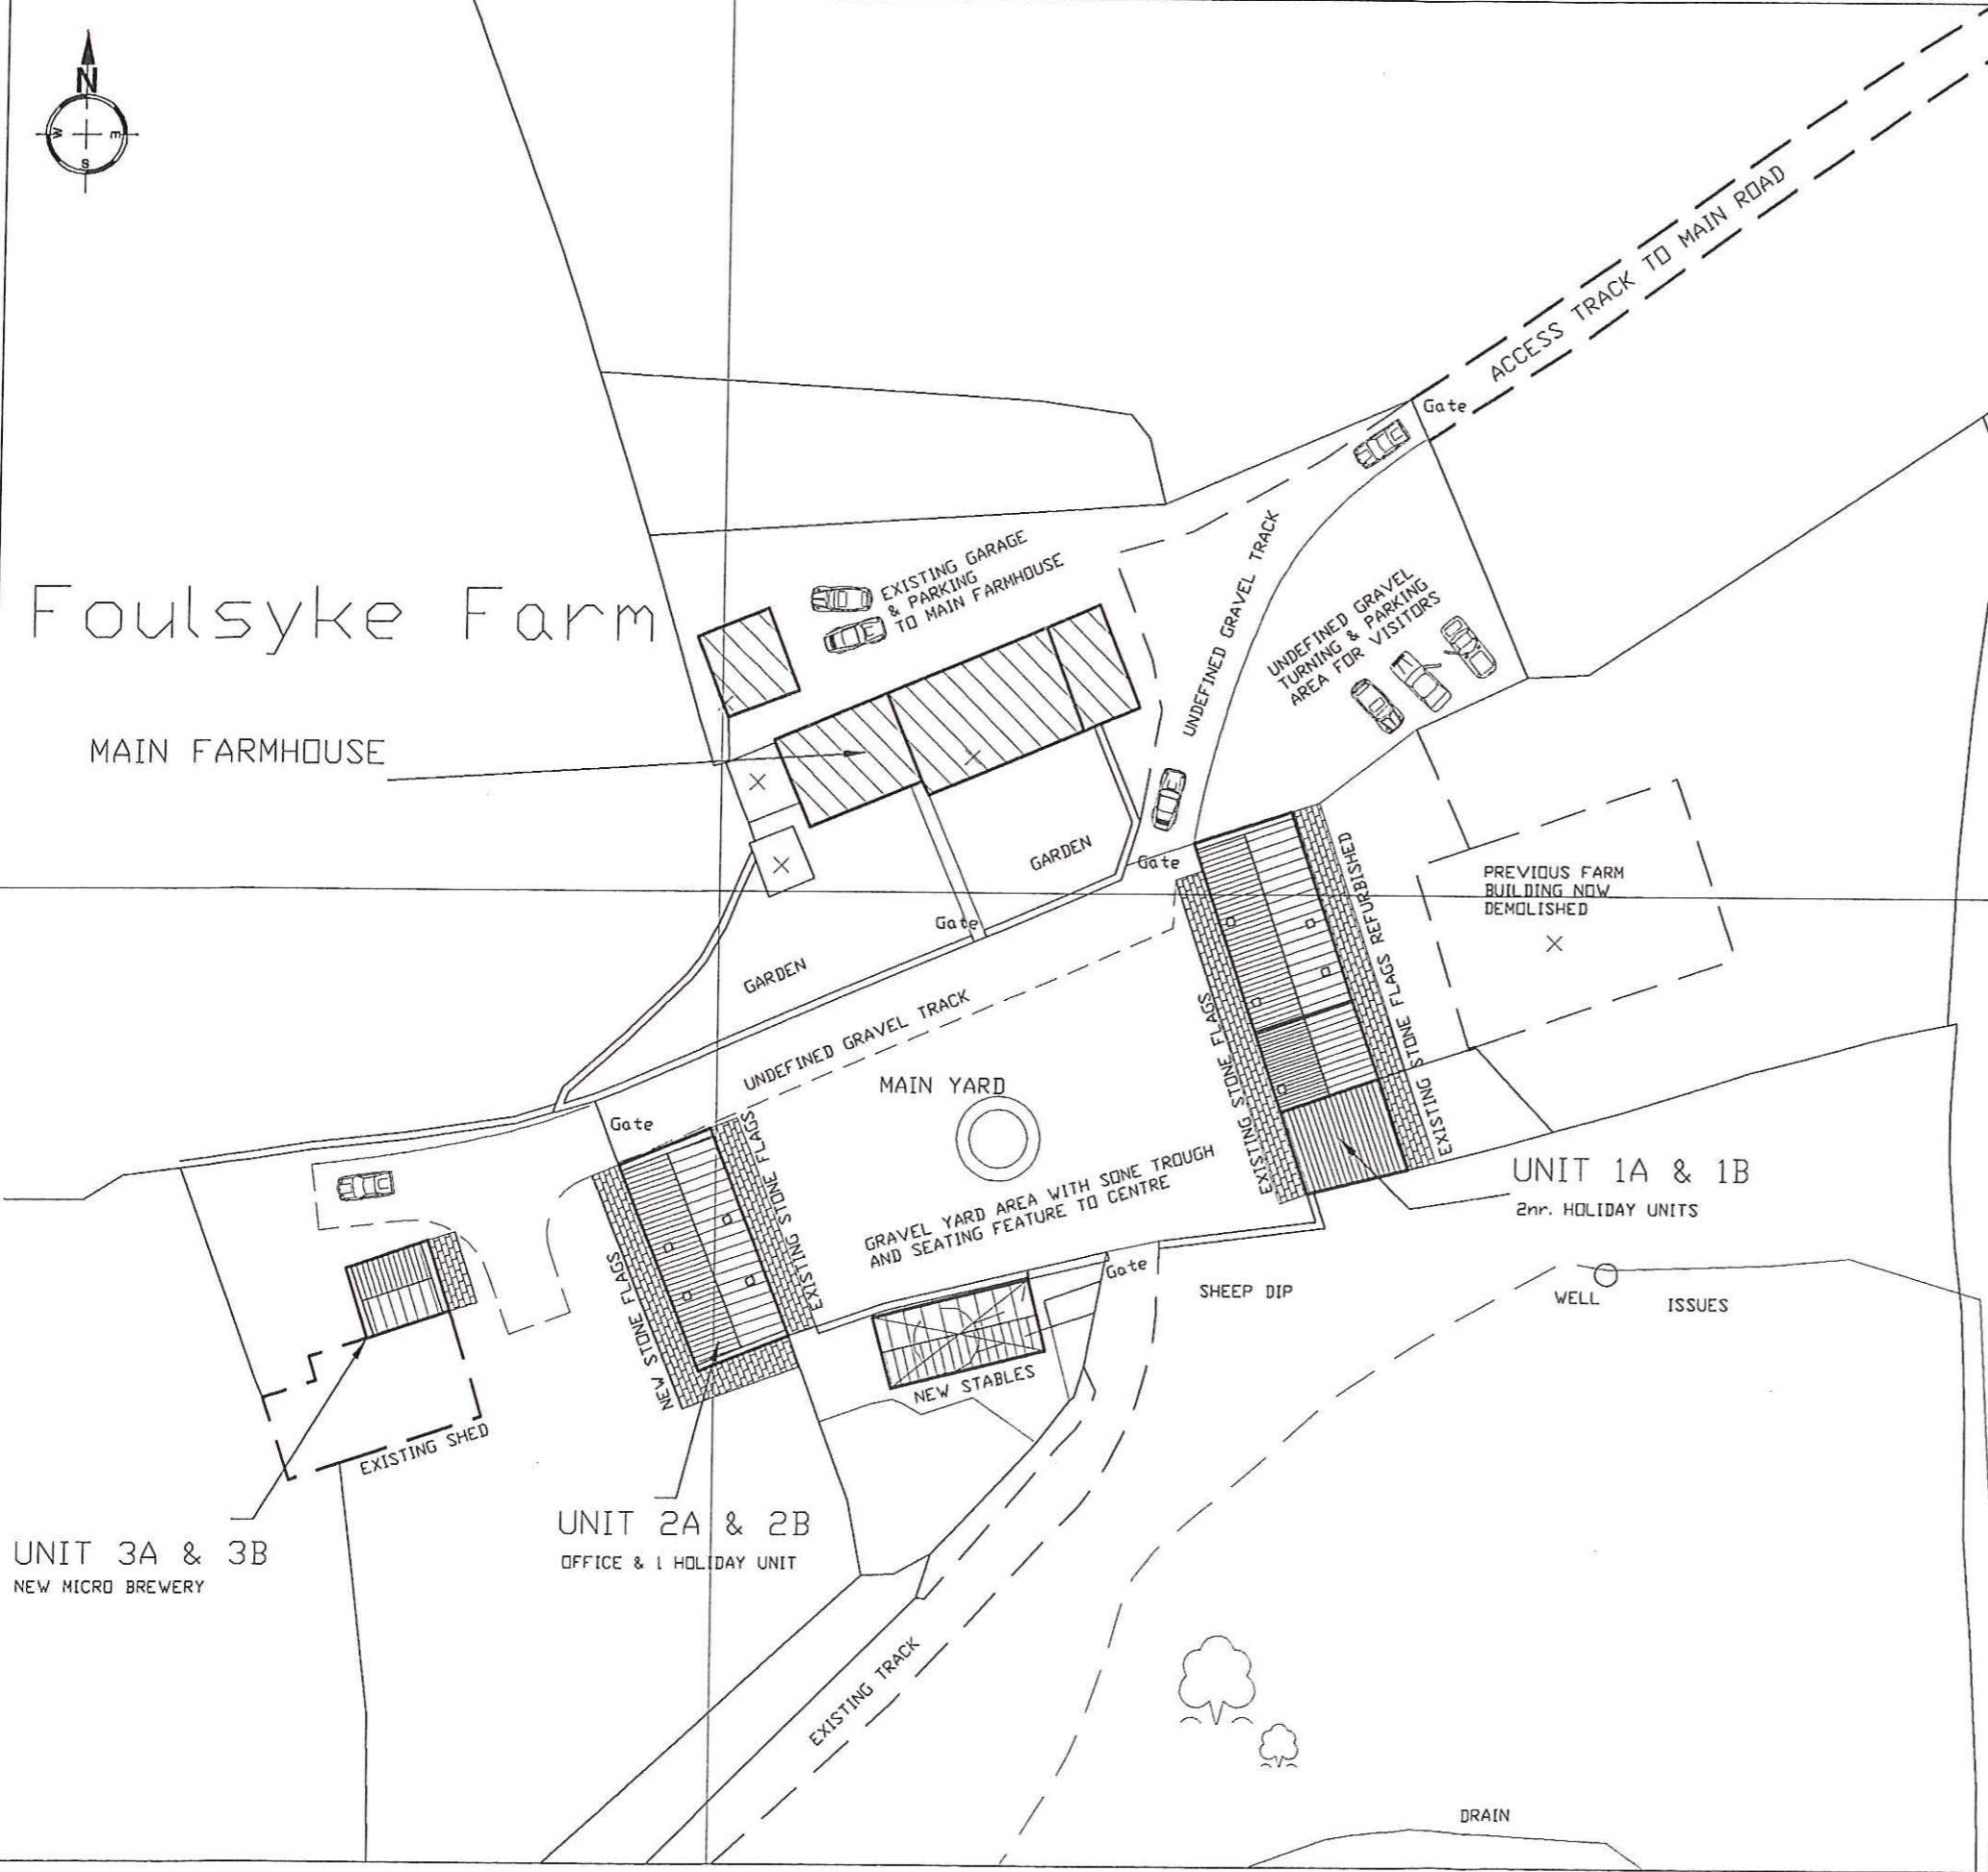 N
W
E
S
ACCESS TRACK TO MAIN ROAD
Gate
EXISTING GARAGE
& PARKING
TO MAIN FARMHOUSE
UNDEFINED GRAVEL TRACK
UNDEFINED GRAVEL
TURNING & PARKING
AREA FOR VISITORS
Foulsyke Farm
MAIN FARMHOUSE
GARDEN
Gate
PREVIOUS FARM
BUILDING NOW
DEMOLISHED
Gate
GARDEN
EXISTING STONE FLAGS REFURBISHED
EXISTING STONE FLAGS
UNDEFINED GRAVEL TRACK
MAIN YARD
Gate
EXISTING STONE FLAGS
GRAVEL YARD AREA WITH SONE TROUGH
AND SEATING FEATURE TO CENTRE
EXISTING
UNIT 1A & 1B
2nr. HOLIDAY UNITS
NEW STONE FLAGS
Gate
SHEEP DIP
WELL
ISSUES
NEW STABLES
EXISTING SHED
UNIT 2A & 2B
OFFICE & 1 HOLIDAY UNIT
UNIT 3A & 3B
NEW MICRO BREWERY
EXISTING TRACK
DRAIN